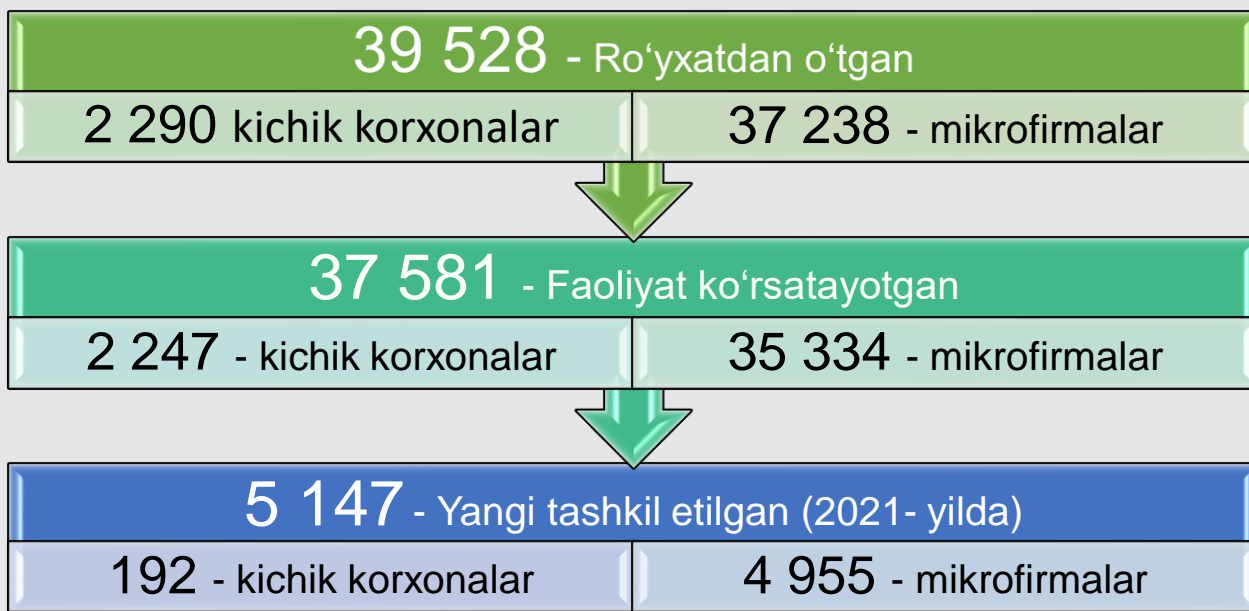 39 528 - Ro‘yxatdan o‘tgan
2 290 kichik korxonalar
37 238 - mikrofirmalar
37 581 - Faoliyat ko‘rsatayotgan
2 247 - kichik korxonalar
35 334 - mikrofirmalar
5 147 - Yangi tashkil etilgan (2021- yilda)
192 - kichik korxonalar
4 955 - mikrofirmalar